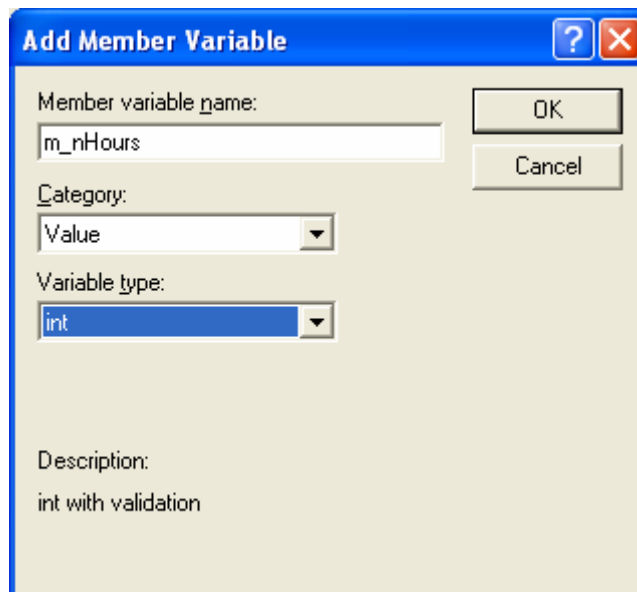 Add Member Variable
Member variable name:
m_nHours
OK
Cancel
Category:
Value
Variable type:
int
Description:
int with validation